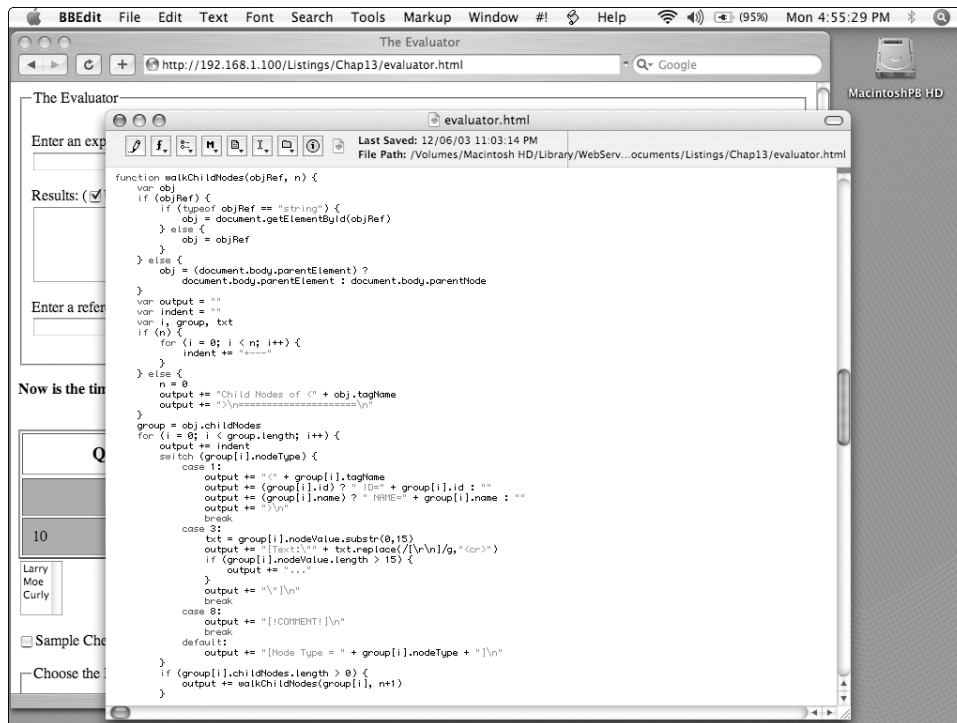 BBEdit File Edit Text Font Search Tools Markup Window #! Help (95%) Mon 4:55:29 PM
The Evaluator
http://192.168.1.100/Listings/Chap13/evaluator.html
Google
MacintoshPB HD
The Evaluator
Enter an exp
Results: (
Enter a refer
Now is the tim
Q
10
Larry
Moe
Curly
Sample Che
Choose the
evaluator.html
Last Saved: 12/06/03 11:03:14 PM
File Path: /Volumes/Macintosh HD/Library/WebServ...ocuments/Listings/Chap13/evaluator.html
function walkChildNodes(objRef, n) {
    var obj
    if (objRef) {
        if (typeof objRef == "string") {
            obj = document.getElementById(objRef)
        } else {
            obj = objRef
        }
    } else {
        obj = (document.body.parentElement) ?
            document.body.parentElement : document.body.parentNode
    }
    var output = ""
    var indent = ""
    var i, group, txt
    if (n) {
        for (i = 0; i < n; i++) {
            indent += "+---"
        }
    } else {
        n = 0
        output += "Child Nodes of <" + obj.tagName
        output += ">\n=====================\n"
    }
    group = obj.childNodes
    for (i = 0; i < group.length; i++) {
        output += indent
        switch (group[i].nodeType) {
            case 1:
                output += "<" + group[i].tagName
                output += (group[i].id) ? " ID=" + group[i].id : ""
                output += (group[i].name) ? " NAME=" + group[i].name : ""
                output += ">\n"
                break
            case 3:
                txt = group[i].nodeValue.substr(0,15)
                output += "[Text:\"" + txt.replace(/[\r\n]/g,"<cr>")
                if (group[i].nodeValue.length > 15) {
                    output += "..."
                }
                output += "\"]\n"
                break
            case 8:
                output += "[!COMMENT!]\n"
                break
            default:
                output += "[Node Type = " + group[i].nodeType + "]\n"
        }
        if (group[i].childNodes.length > 0) {
            output += walkChildNodes(group[i], n+1)
        }